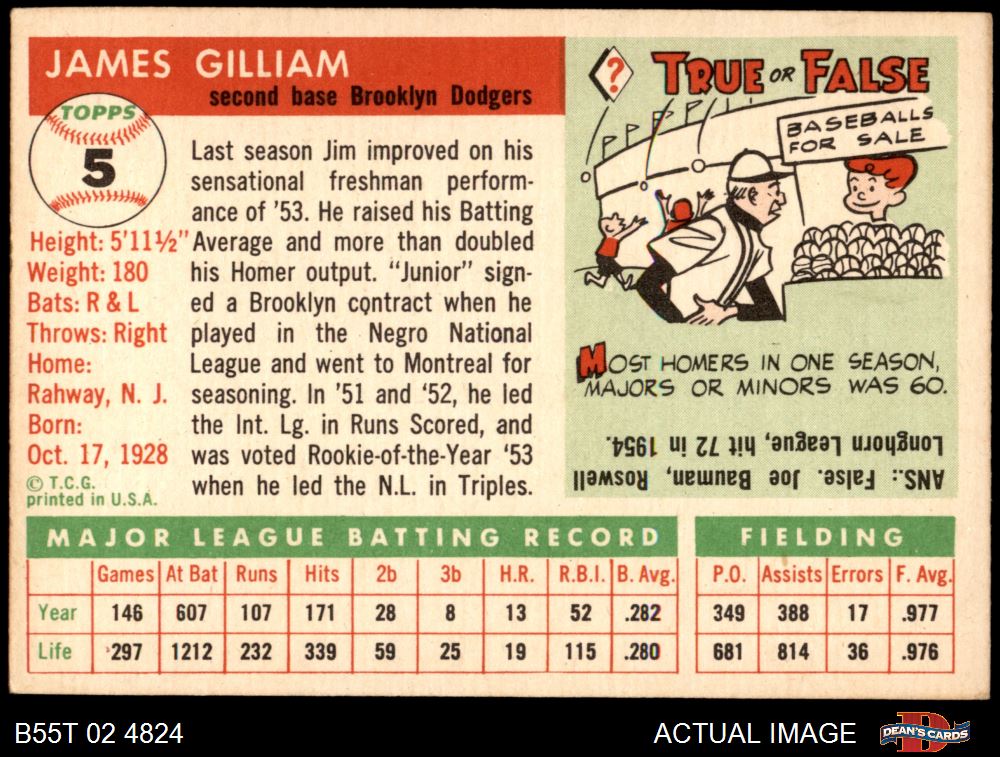 JAMES GILLIAM
second base Brooklyn Dodgers
TOPPS
5
Height: 5'11½"
Weight: 180
Bats: R & L
Throws: Right
Home:
Rahway, N. J.
Born:
Oct. 17, 1928
© T.C.G.
printed in U.S.A.
Last season Jim improved on his
sensational freshman perform-
ance of '53. He raised his Batting
Average and more than doubled
his Homer output. "Junior" sign-
ed a Brooklyn contract when he
played in the Negro National
League and went to Montreal for
seasoning. In '51 and '52, he led
the Int. Lg. in Runs Scored, and
was voted Rookie-of-the-Year '53
when he led the N.L. in Triples.
? TRUE OR FALSE
BASEBALLS
FOR SALE
MOST HOMERS IN ONE SEASON,
MAJORS OR MINORS WAS 60.
ANS.: False. Joe Bauman, Roswell
Longhorn League, hit 72 in 1954.
MAJOR LEAGUE BATTING RECORD
Games At Bat Runs Hits 2b 3b H.R. R.B.I. B. Avg.
Year 146 607 107 171 28 8 13 52 .282
Life 297 1212 232 339 59 25 19 115 .280
FIELDING
P.O. Assists Errors F. Avg.
349 388 17 .977
681 814 36 .976
B55T 02 4824
ACTUAL IMAGE
D
DEAN'S CARDS